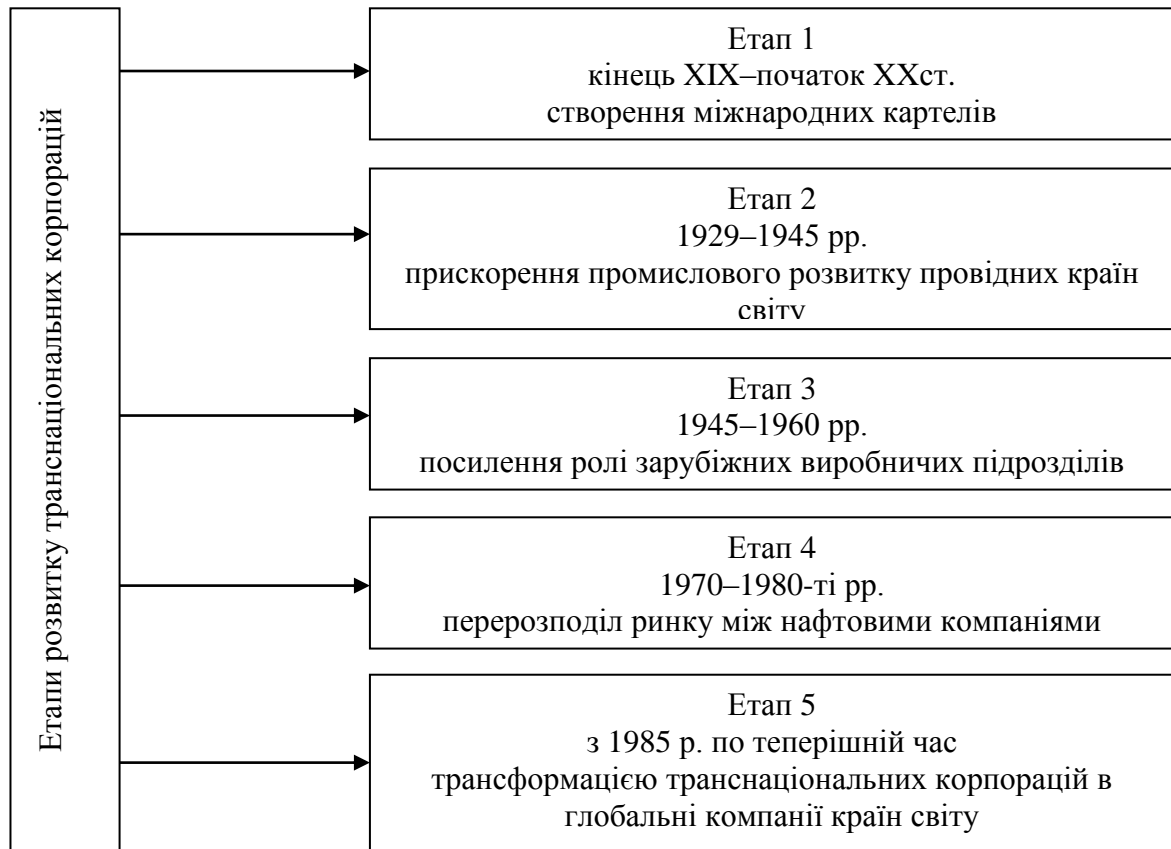 Етапи розвитку транснаціональних корпорацій
Етап 1
кінець XIX–початок XXст.
створення міжнародних картелів
Етап 2
1929–1945 рр.
прискорення промислового розвитку провідних країн
світу
Етап 3
1945–1960 рр.
посилення ролі зарубіжних виробничих підрозділів
Етап 4
1970–1980-ті рр.
перерозподіл ринку між нафтовими компаніями
Етап 5
з 1985 р. по теперішній час
трансформацією транснаціональних корпорацій в
глобальні компанії країн світу